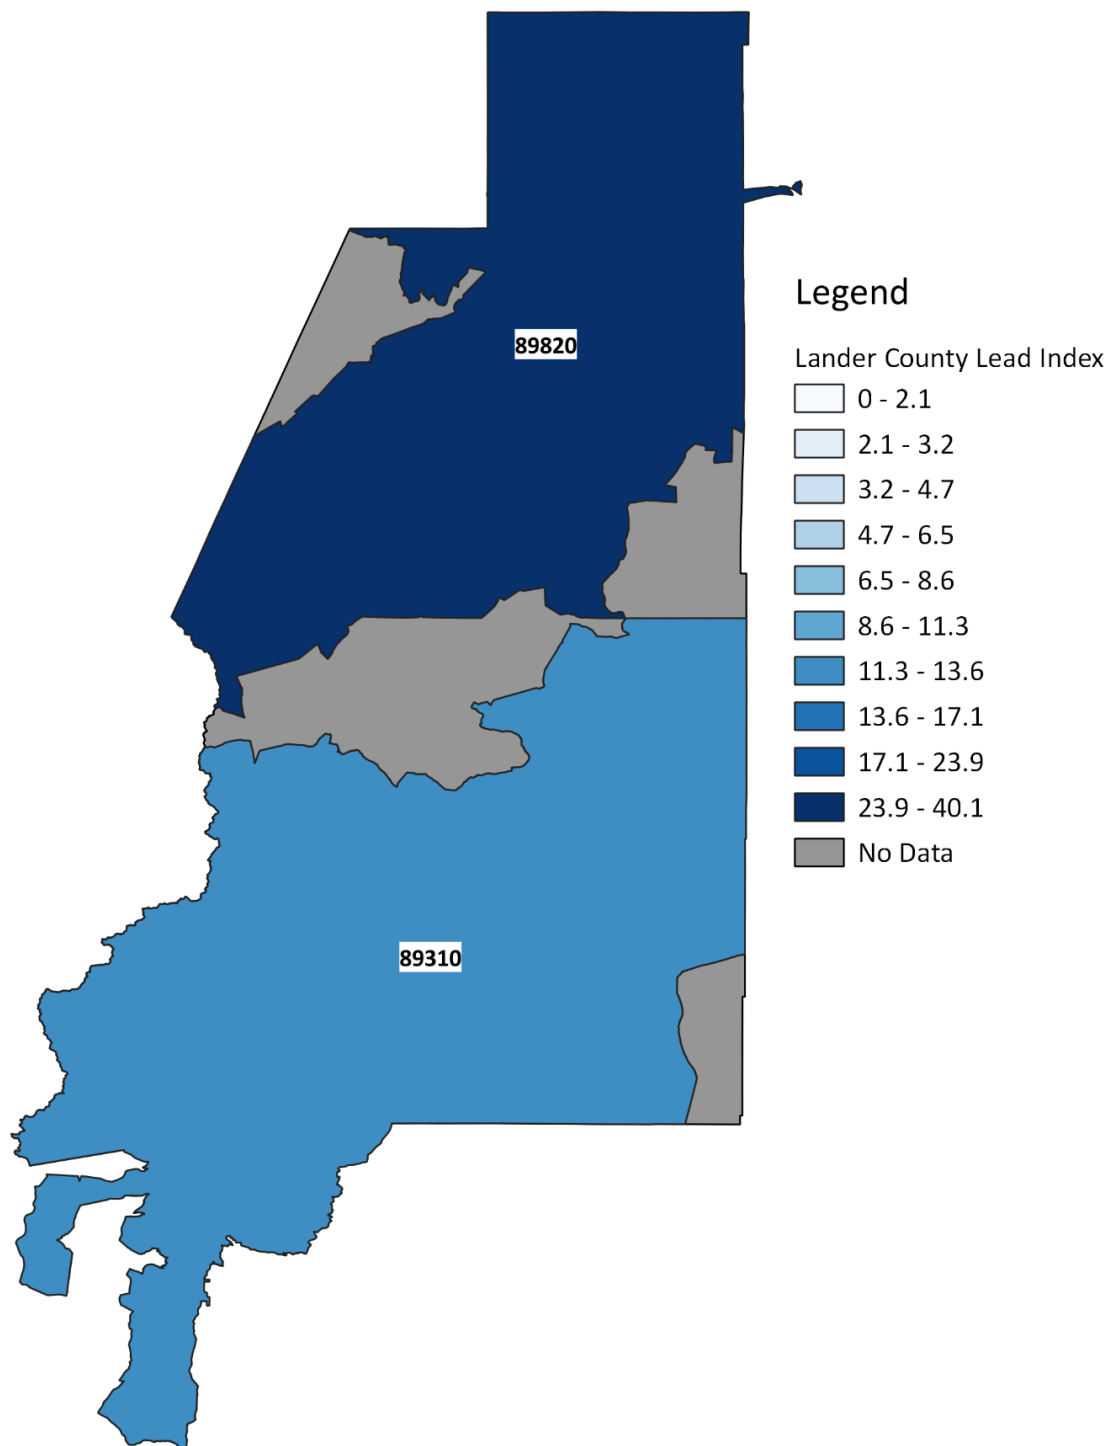 89820
Legend
Lander County Lead Index
0 - 2.1
2.1 - 3.2
3.2 - 4.7
4.7 - 6.5
6.5 - 8.6
8.6 - 11.3
11.3 - 13.6
13.6 - 17.1
17.1 - 23.9
23.9 - 40.1
No Data
89310